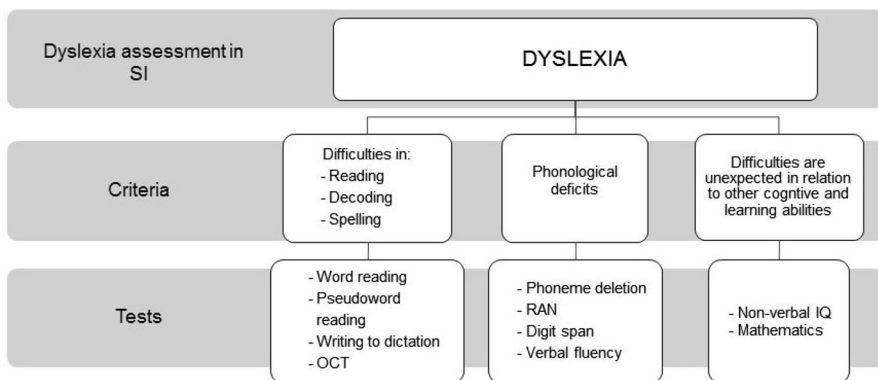 Dyslexia assessment in
SI
DYSLEXIA
Criteria
Difficulties in:
- Reading
- Decoding
- Spelling
Phonological
deficits
Difficulties are
unexpected in relation
to other cogntive and
learning abilities
Tests
- Word reading
- Pseudoword
reading
- Writing to dictation
- OCT
- Phoneme deletion
- RAN
- Digit span
- Verbal fluency
- Non-verbal IQ
- Mathematics